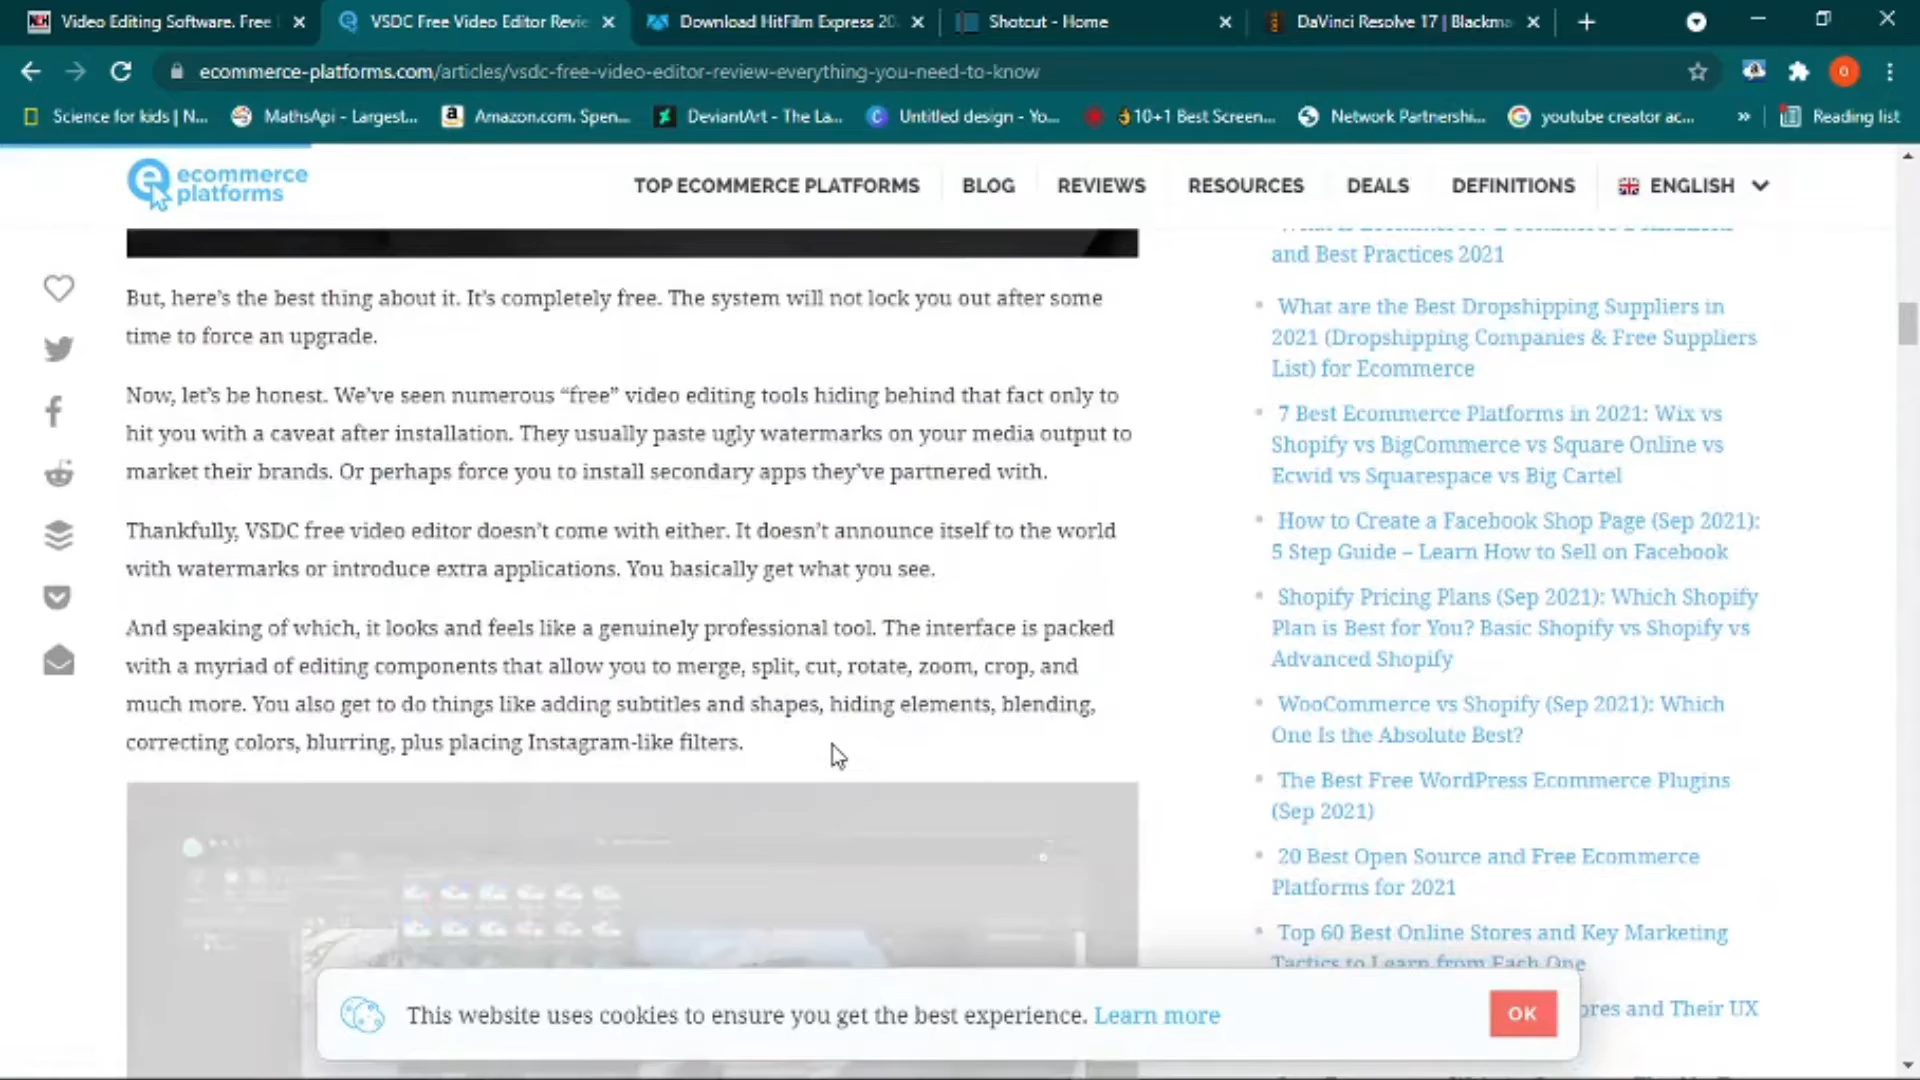 Video Editing Software. Free
VSDC Free Video Editor Revie
Download HitFilm Express 20
Shotcut - Home
DaVinci Resolve 17 | Blackma
ecommerce-platforms.com/articles/vsdc-free-video-editor-review-everything-you-need-to-know
Science for kids | N...
MathsApi - Largest...
Amazon.com. Spen...
DeviantArt - The La...
Untitled design - Yo...
10+1 Best Screen...
Network Partnershi...
youtube creator ac...
»
Reading list
ecommerce
platforms
TOP ECOMMERCE PLATFORMS
BLOG
REVIEWS
RESOURCES
DEALS
DEFINITIONS
ENGLISH
But, here's the best thing about it. It's completely free. The system will not lock you out after some
time to force an upgrade.
Now, let's be honest. We've seen numerous “free” video editing tools hiding behind that fact only to
hit you with a caveat after installation. They usually paste ugly watermarks on your media output to
market their brands. Or perhaps force you to install secondary apps they've partnered with.
Thankfully, VSDC free video editor doesn't come with either. It doesn't announce itself to the world
with watermarks or introduce extra applications. You basically get what you see.
And speaking of which, it looks and feels like a genuinely professional tool. The interface is packed
with a myriad of editing components that allow you to merge, split, cut, rotate, zoom, crop, and
much more. You also get to do things like adding subtitles and shapes, hiding elements, blending,
correcting colors, blurring, plus placing Instagram-like filters.
and Best Practices 2021
What are the Best Dropshipping Suppliers in
2021 (Dropshipping Companies & Free Suppliers
List) for Ecommerce
7 Best Ecommerce Platforms in 2021: Wix vs
Shopify vs BigCommerce vs Square Online vs
Ecwid vs Squarespace vs Big Cartel
How to Create a Facebook Shop Page (Sep 2021):
5 Step Guide – Learn How to Sell on Facebook
Shopify Pricing Plans (Sep 2021): Which Shopify
Plan is Best for You? Basic Shopify vs Shopify vs
Advanced Shopify
WooCommerce vs Shopify (Sep 2021): Which
One Is the Absolute Best?
The Best Free WordPress Ecommerce Plugins
(Sep 2021)
20 Best Open Source and Free Ecommerce
Platforms for 2021
Top 60 Best Online Stores and Key Marketing
Tactics to Learn from Each One
ores and Their UX
This website uses cookies to ensure you get the best experience. Learn more
OK